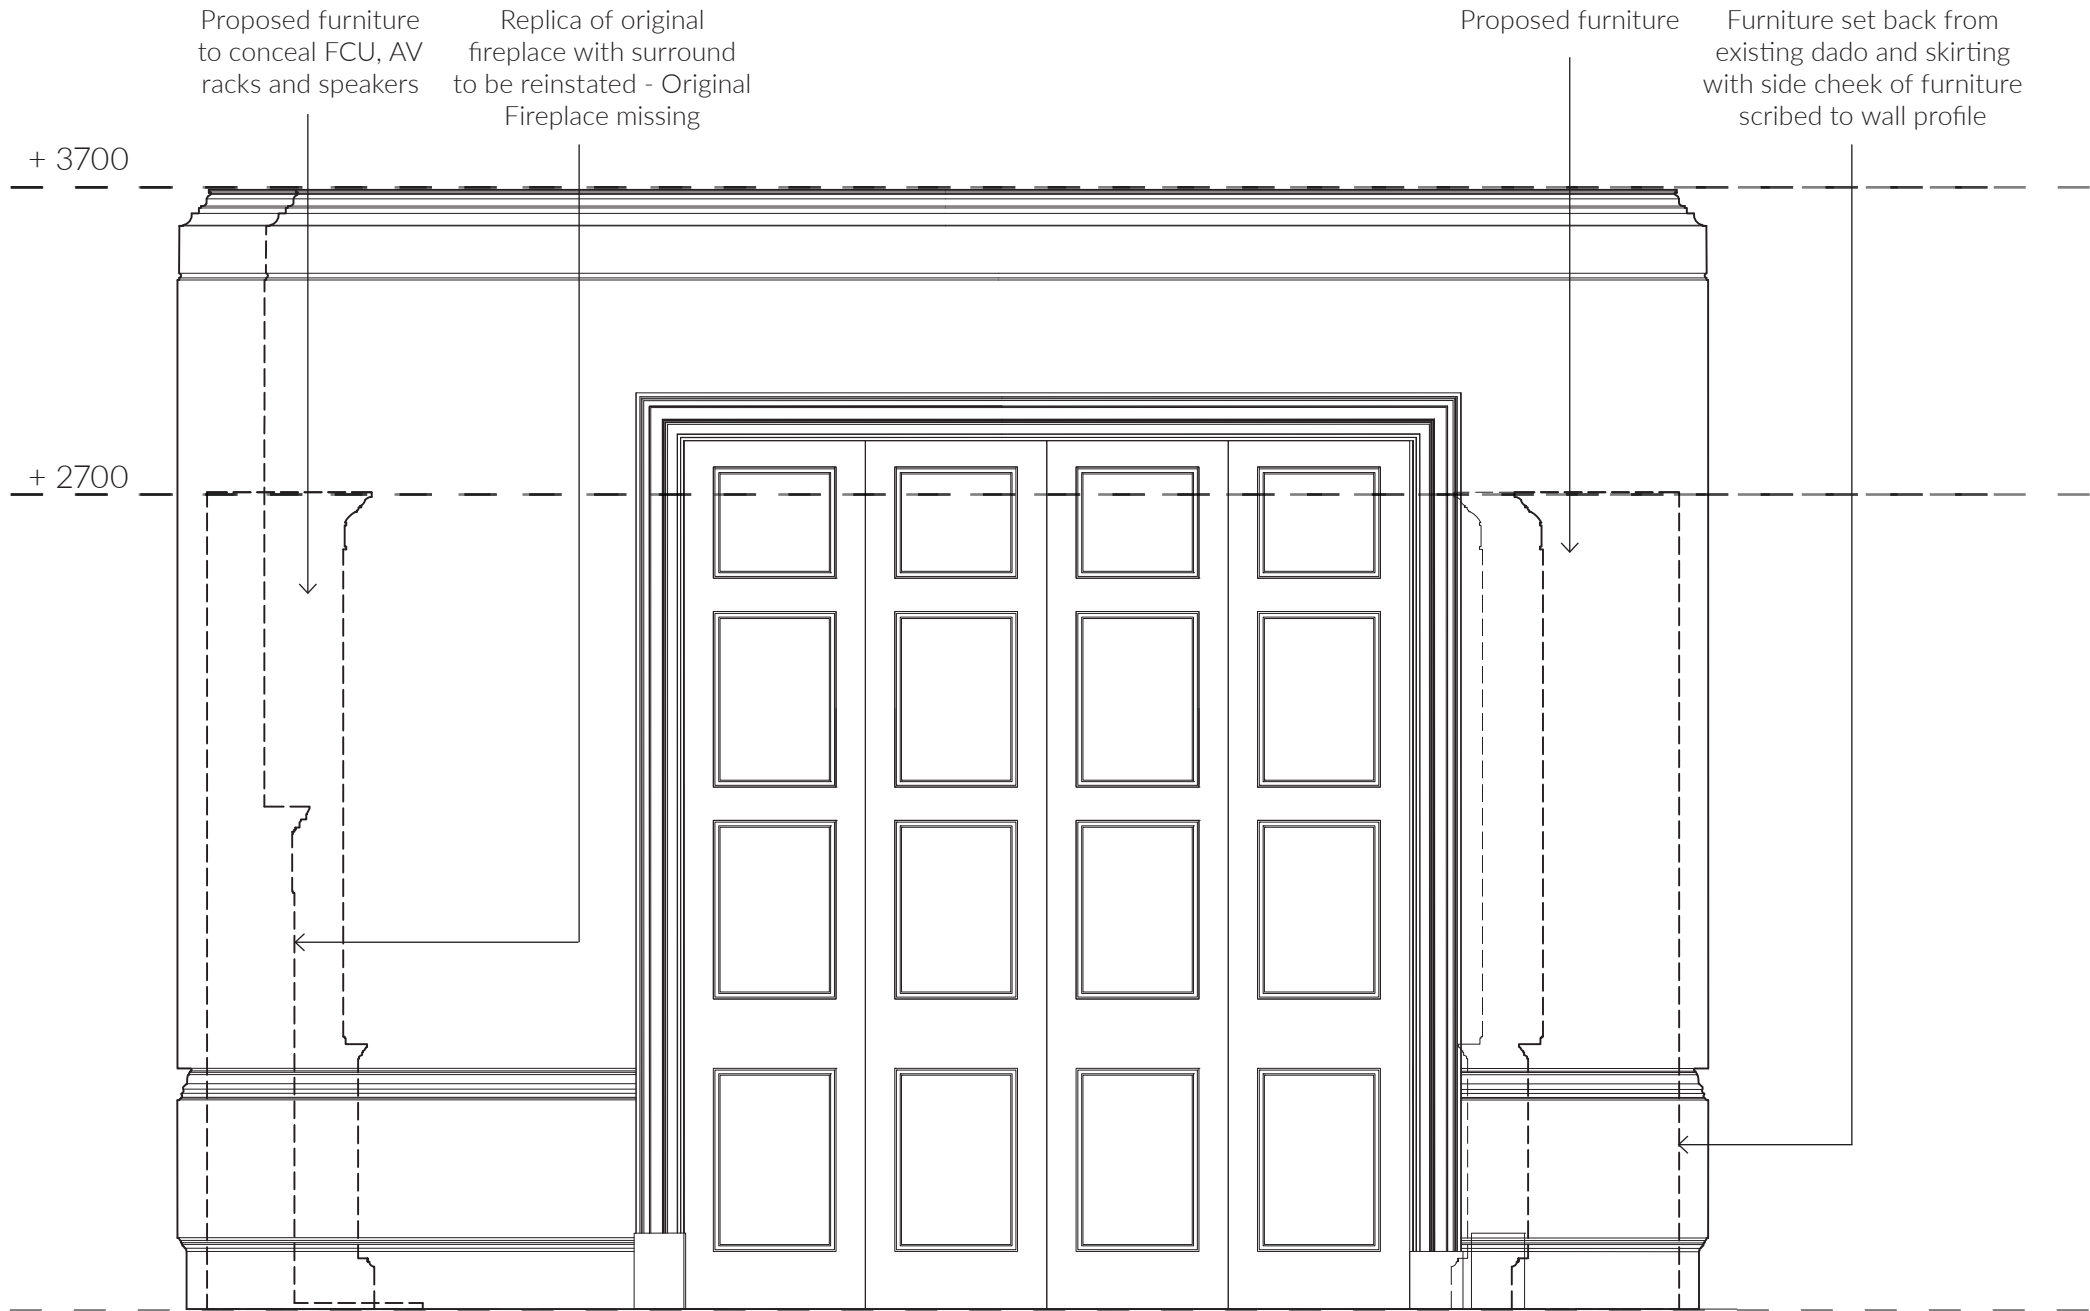 Proposed furniture
to conceal FCU, AV
racks and speakers
Replica of original
fireplace with surround
to be reinstated - Original
Fireplace missing
Proposed furniture
Furniture set back from
existing dado and skirting
with side cheek of furniture
scribed to wall profile
+ 3700
+ 2700